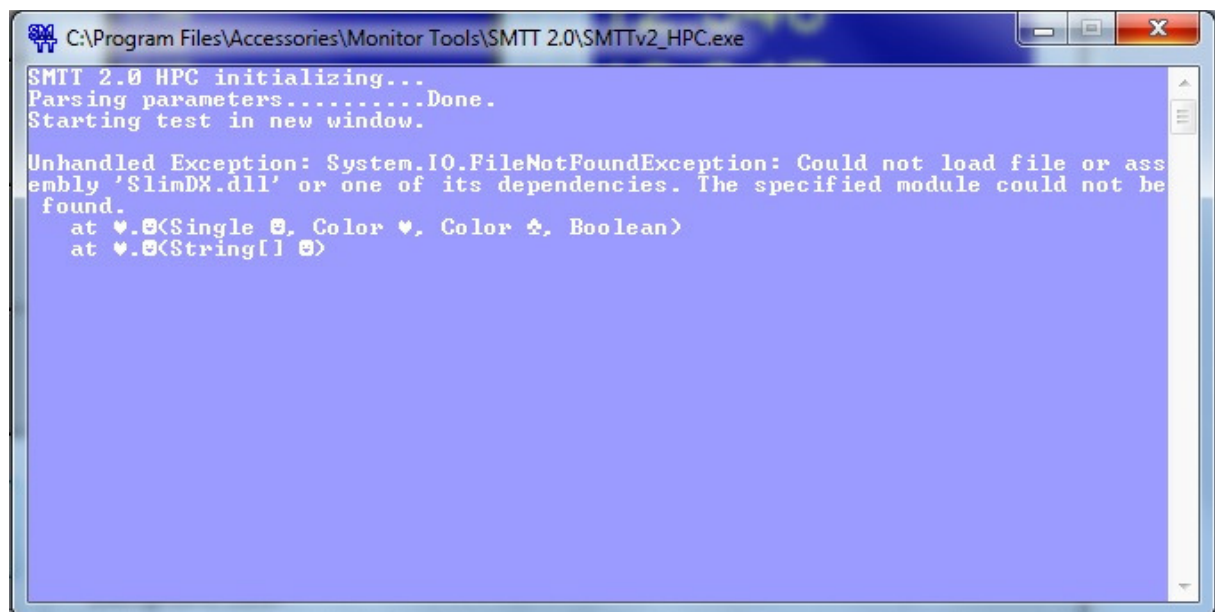 C:\Program Files\Accessories\Monitor Tools\SMTT 2.0\SMTTv2_HPC.exe
SMTT 2.0 HPC initializing...
Parsing parameters..........Done.
Starting test in new window.
Unhandled Exception: System.IO.FileNotFoundException: Could not load file or ass
embly 'SlimDX.dll' or one of its dependencies. The specified module could not be
found.
at ♥.☻(Single ☻, Color ♥, Color ♣, Boolean)
at ♥.☻(String[] ☻)